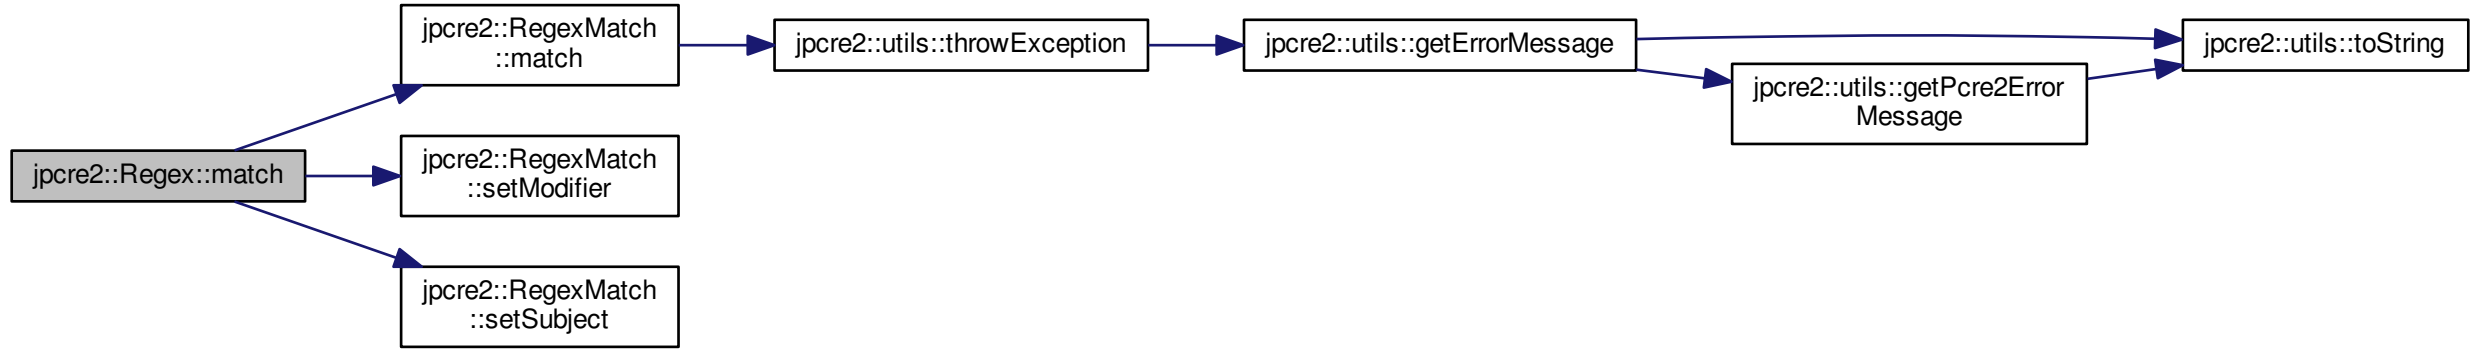 jpcre2::Regex::match
jpcre2::RegexMatch
::match
jpcre2::RegexMatch
::setModifier
jpcre2::RegexMatch
::setSubject
jpcre2::utils::throwException
jpcre2::utils::getErrorMessage
jpcre2::utils::getPcre2Error
Message
jpcre2::utils::toString